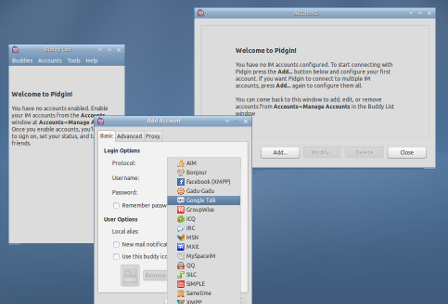 Buddy List
Buddies Accounts Tools Help
Welcome to Pidgin!
You have no accounts enabled. Enable
your IM accounts from the Accounts
window at Accounts⇨Manage A
Once you enable accounts, you'l
to sign on, set your status, and ta
friends.
Accounts
Welcome to Pidgin!
You have no IM accounts configured. To start connecting with
Pidgin press the Add... button below and configure your first
account. If you want Pidgin to connect to multiple IM
accounts, press Add... again to configure them all.
You can come back to this window to add, edit, or remove
accounts from Accounts⇨Manage Accounts in the Buddy List
window
Add...
Modify...
Delete...
Close
Add Account
Basic Advanced Proxy
Login Options
Protocol:
Username:
Password:
Remember passw
User Options
Local alias:
New mail notificat
Use this buddy ico
Remove
AIM
Bonjour
Facebook (XMPP)
Gadu-Gadu
Google Talk
GroupWise
ICQ
IRC
MSN
MXit
MySpaceIM
QQ
SILC
SIMPLE
Sametime
XMPP